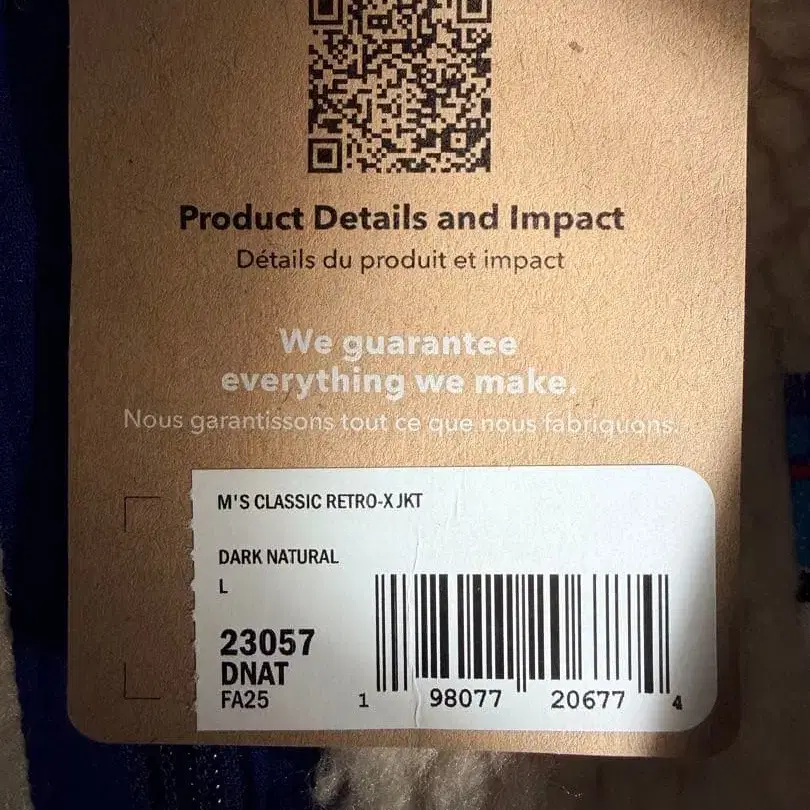 Product Details and Impact
Détails du produit et impact
We guarantee
everything we make.
Nous garantissons tout ce que nous fabriquons.
M'S CLASSIC RETRO-X JKT
DARK NATURAL
L
23057
DNAT
FA25
1 98077 20677 4